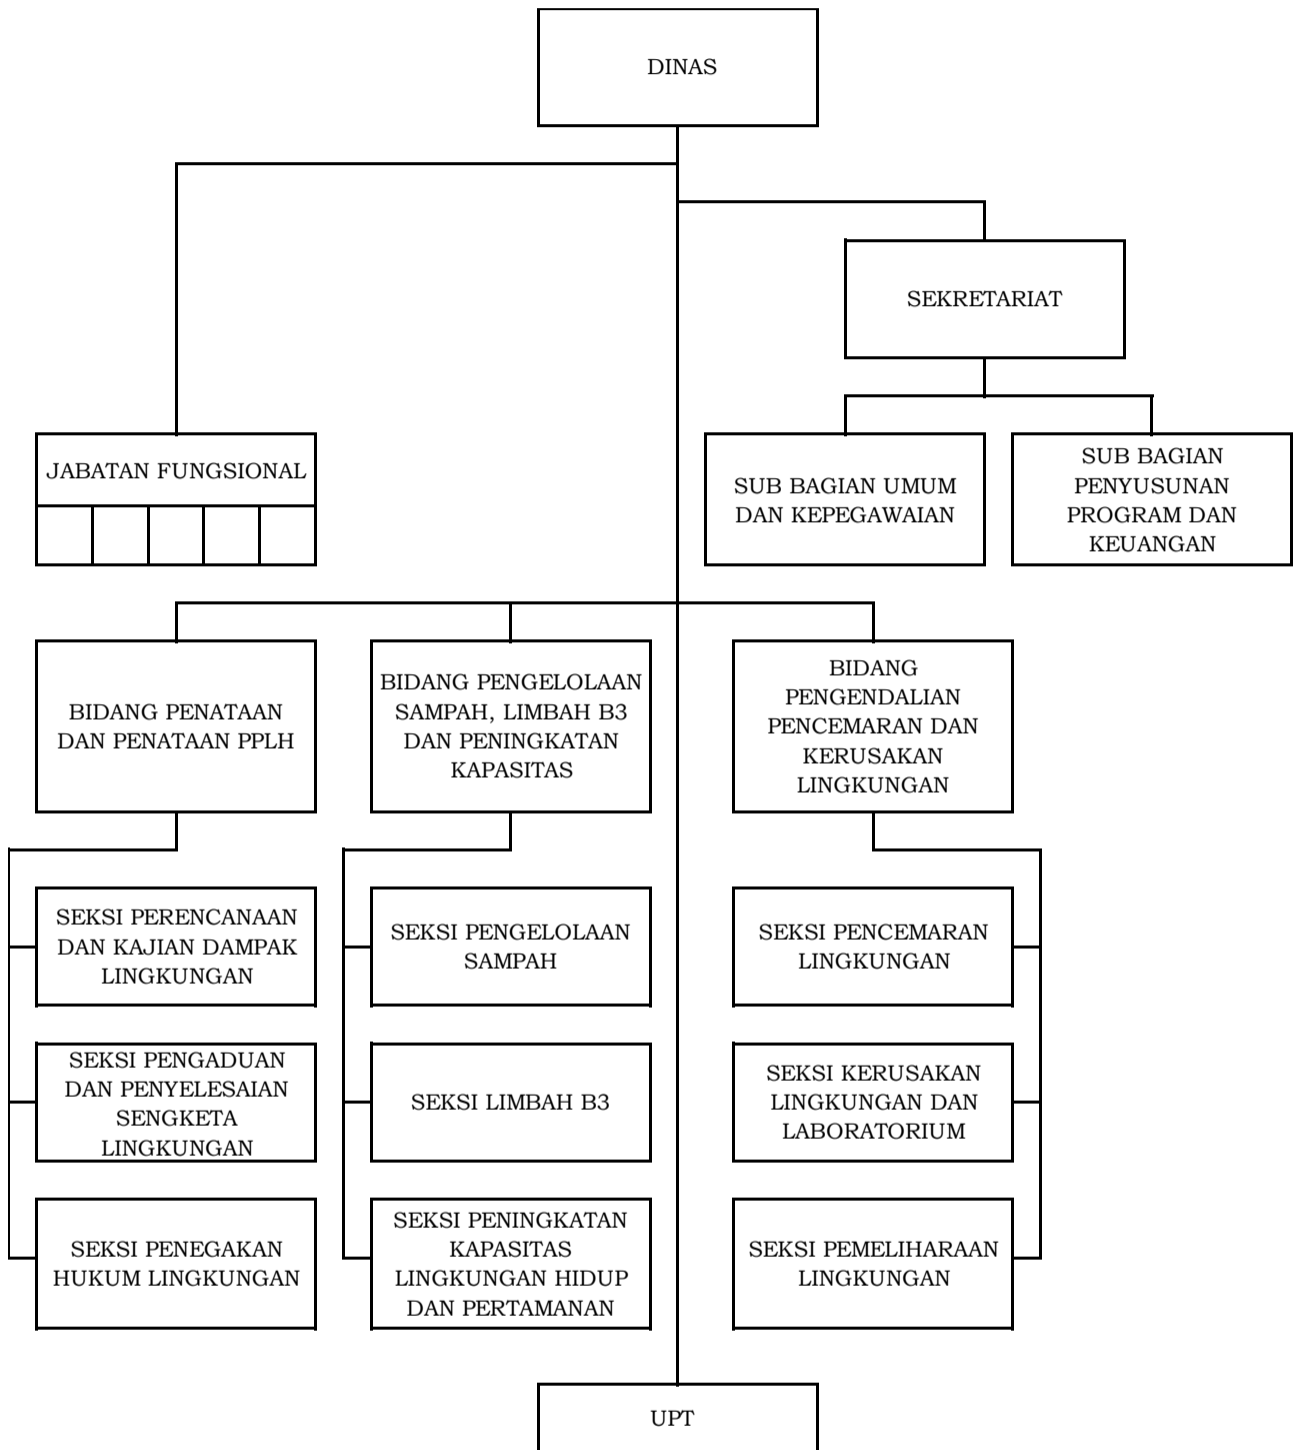 DINAS
SEKRETARIAT
JABATAN FUNGSIONAL
SUB BAGIAN UMUM
DAN KEPEGAWAIAN
SUB BAGIAN
PENYUSUNAN
PROGRAM DAN
KEUANGAN
BIDANG PENATAAN
DAN PENATAAN PPLH
BIDANG PENGELOLAAN
SAMPAH, LIMBAH B3
DAN PENINGKATAN
KAPASITAS
BIDANG
PENGENDALIAN
PENCEMARAN DAN
KERUSAKAN
LINGKUNGAN
SEKSI PERENCANAAN
DAN KAJIAN DAMPAK
LINGKUNGAN
SEKSI PENGELOLAAN
SAMPAH
SEKSI PENCEMARAN
LINGKUNGAN
SEKSI PENGADUAN
DAN PENYELESAIAN
SENGKETA
LINGKUNGAN
SEKSI LIMBAH B3
SEKSI KERUSAKAN
LINGKUNGAN DAN
LABORATORIUM
SEKSI PENEGAKAN
HUKUM LINGKUNGAN
SEKSI PENINGKATAN
KAPASITAS
LINGKUNGAN HIDUP
DAN PERTAMANAN
SEKSI PEMELIHARAAN
LINGKUNGAN
UPT